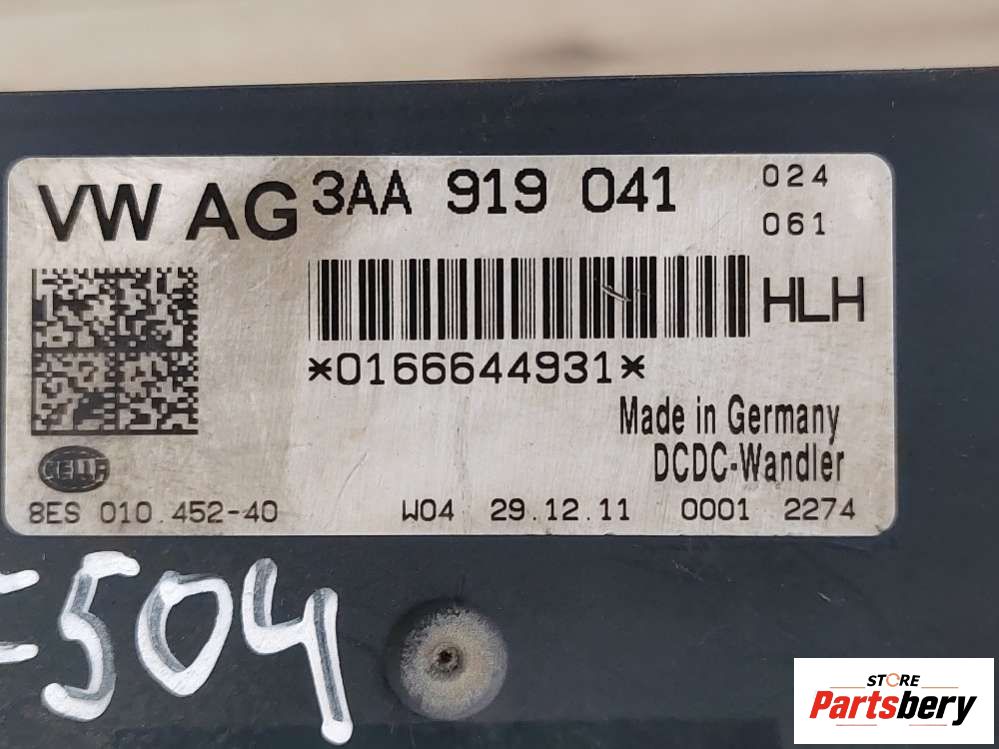 VW AG 3AA 919 041 024
061
HLH
*0166644931*
Made in Germany
DCDC-Wandler
HELLA
8ES 010.452-40 W04 29.12.11 0001 2274
504
STORE
Partsbery